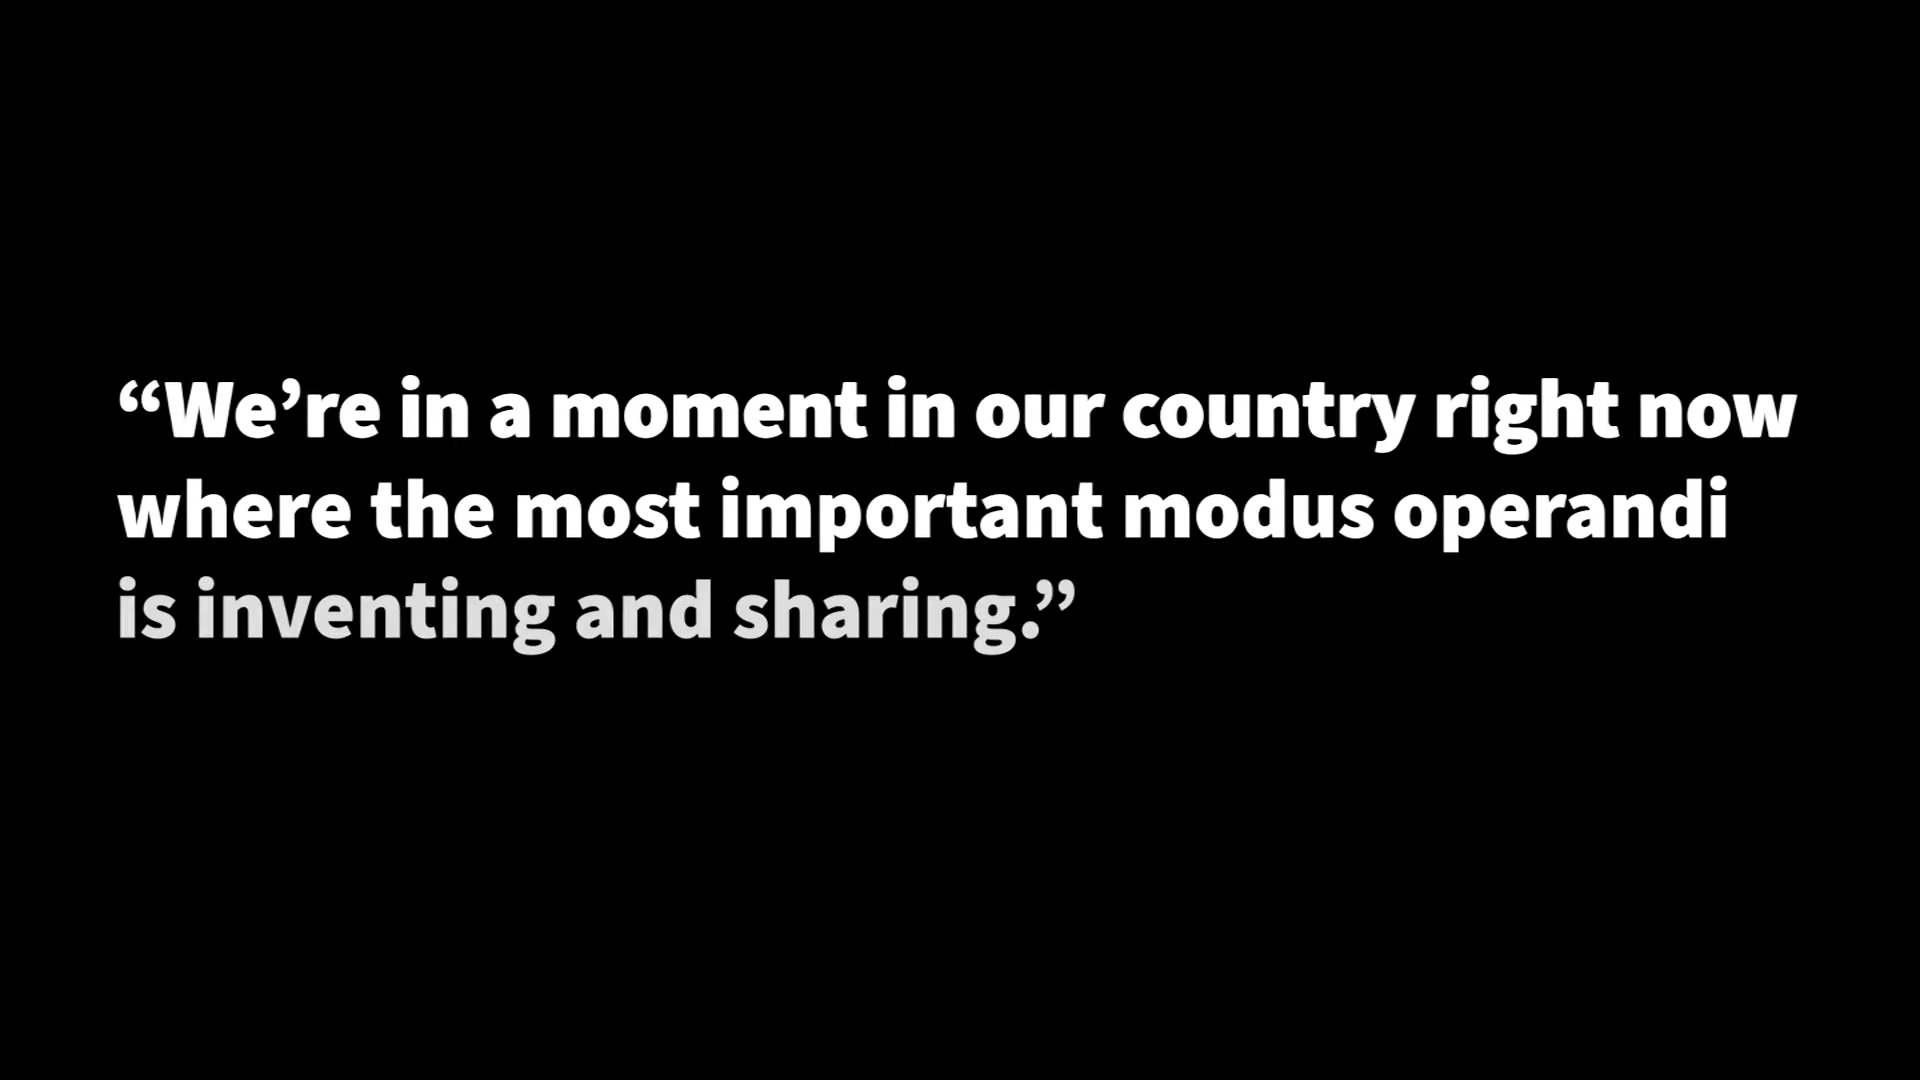 “We’re in a moment in our country right now
where the most important modus operandi
is inventing and sharing.”